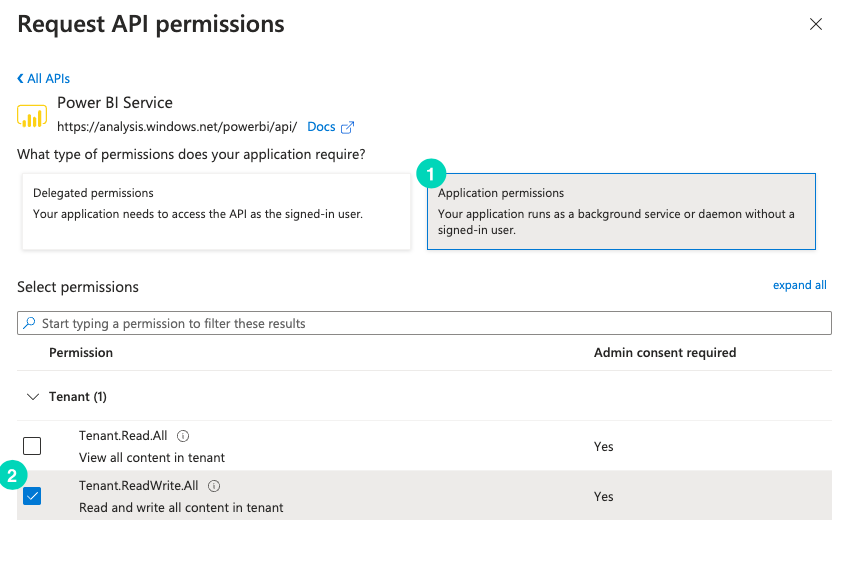 Request API permissions
All APIs
Power BI Service
https://analysis.windows.net/powerbi/api/ Docs
What type of permissions does your application require?
1
Delegated permissions
Your application needs to access the API as the signed-in user.
Application permissions
Your application runs as a background service or daemon without a
signed-in user.
Select permissions
expand all
Start typing a permission to filter these results
Permission Admin consent required
Tenant (1)
Tenant.Read.All
View all content in tenant
Yes
2
Tenant.ReadWrite.All
Read and write all content in tenant
Yes